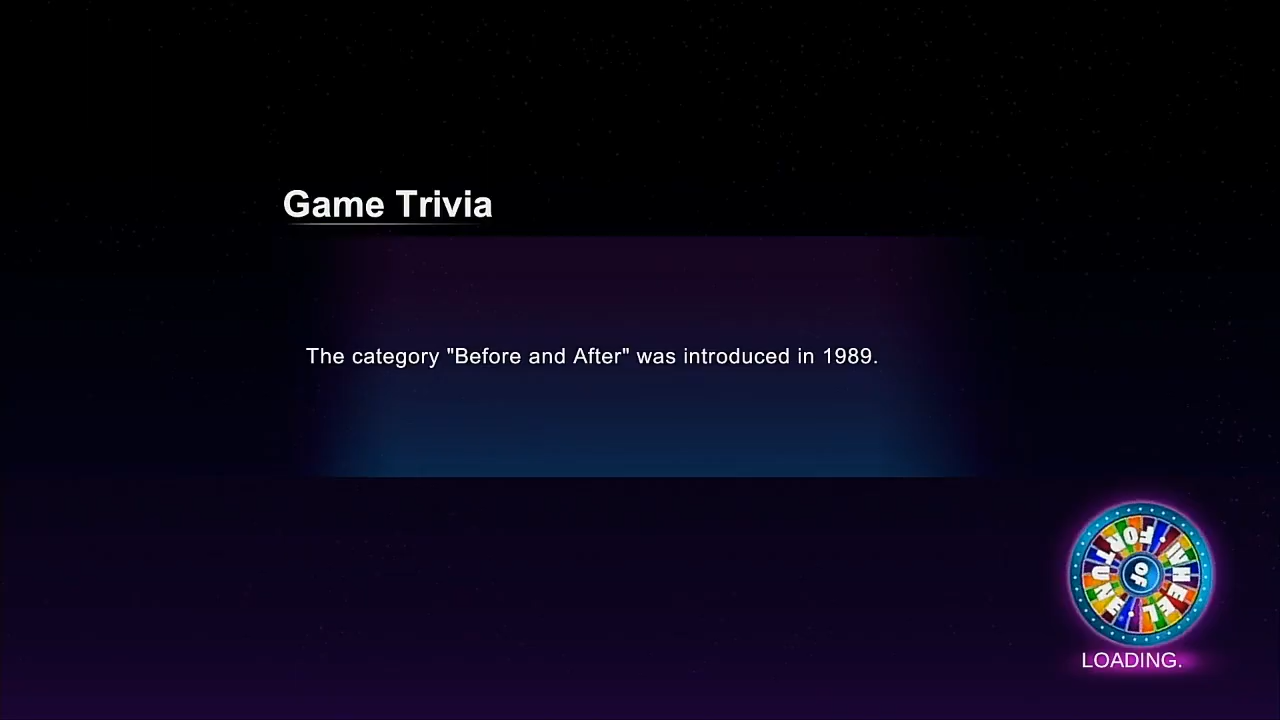 Game Trivia
The category "Before and After" was introduced in 1989.
WHEEL OF FORTUNE
LOADING.